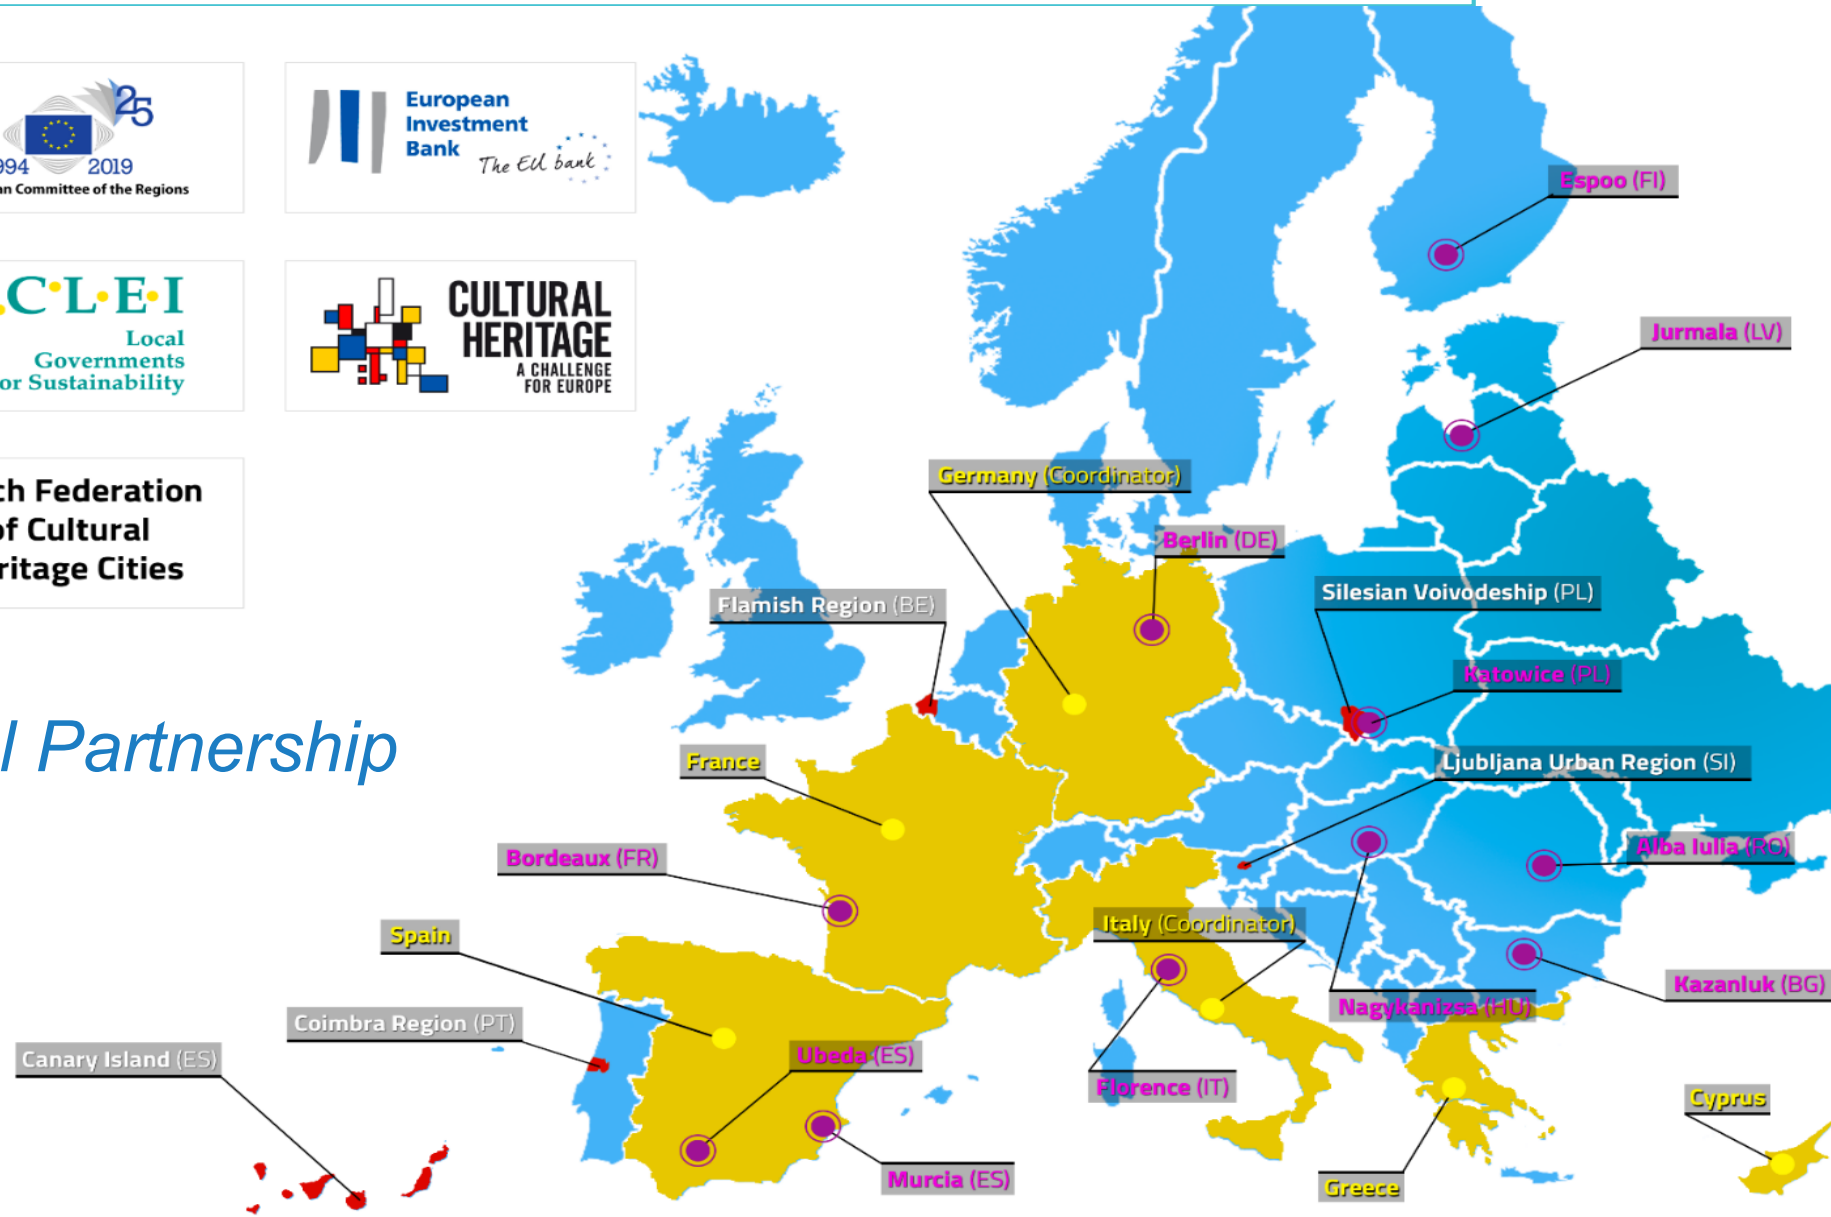 25
994 2019
an Committee of the Regions
European
Investment
Bank
The EU bank
C·L·E·I
Local
Governments
or Sustainability
CULTURAL
HERITAGE
A CHALLENGE
FOR EUROPE
ch Federation
of Cultural
ritage Cities
l Partnership
Espoo (FI)
Jurmala (LV)
Germany (Coordinator)
Berlin (DE)
Flamish Region (BE)
Silesian Voivodeship (PL)
Katowice (PL)
France
Ljubljana Urban Region (SI)
Bordeaux (FR)
Alba Iulia (RO)
Spain
Italy (Coordinator)
Kazanluk (BG)
Nagykanizsa (HU)
Coimbra Region (PT)
Canary Island (ES)
Ubeda (ES)
Florence (IT)
Cyprus
Murcia (ES)
Greece